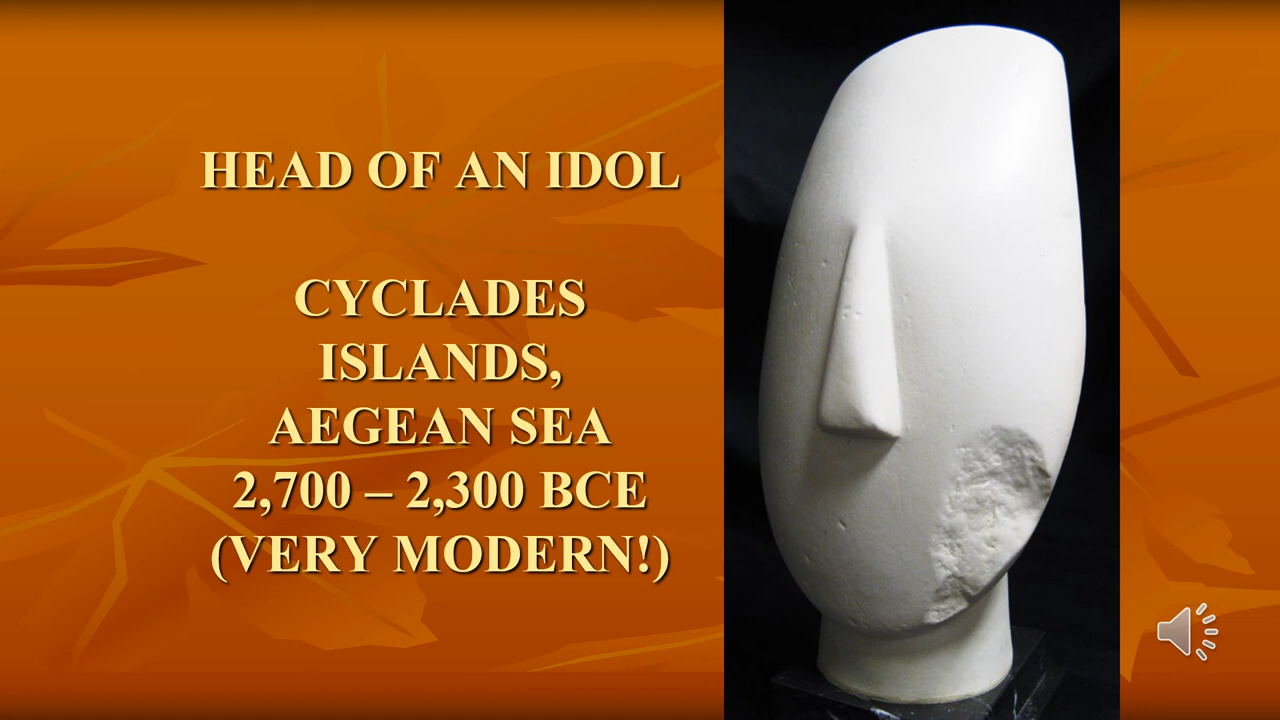 HEAD OF AN IDOL
CYCLADES
ISLANDS,
AEGEAN SEA
2,700 – 2,300 BCE
(VERY MODERN!)